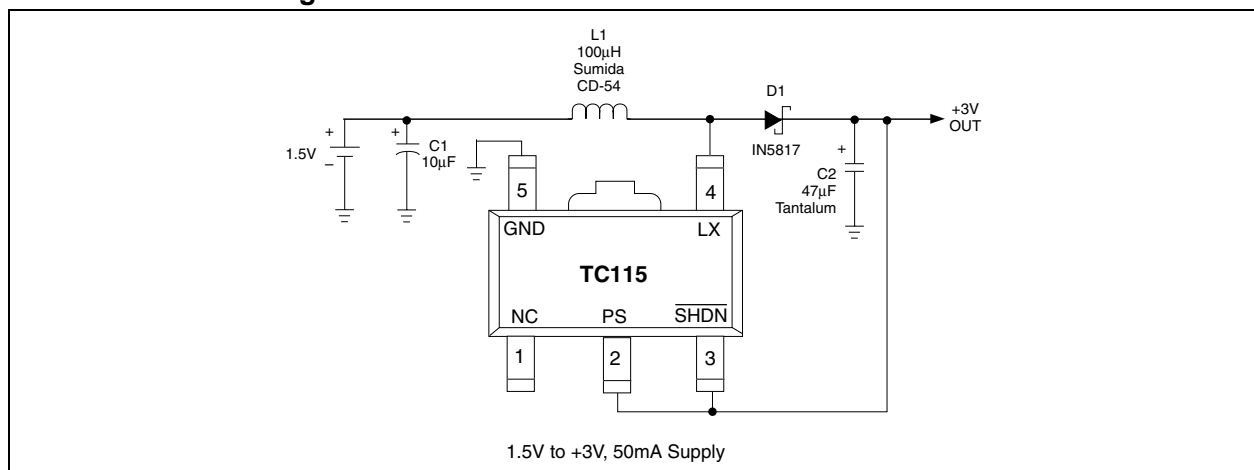 L1
100µH
Sumida
CD-54
D1
+3V
OUT
IN5817
+
1.5V
–
+
C1
10µF
+
C2
47µF
Tantalum
5
4
GND
LX
TC115
NC
PS
SHDN
1
2
3
1.5V to +3V, 50mA Supply